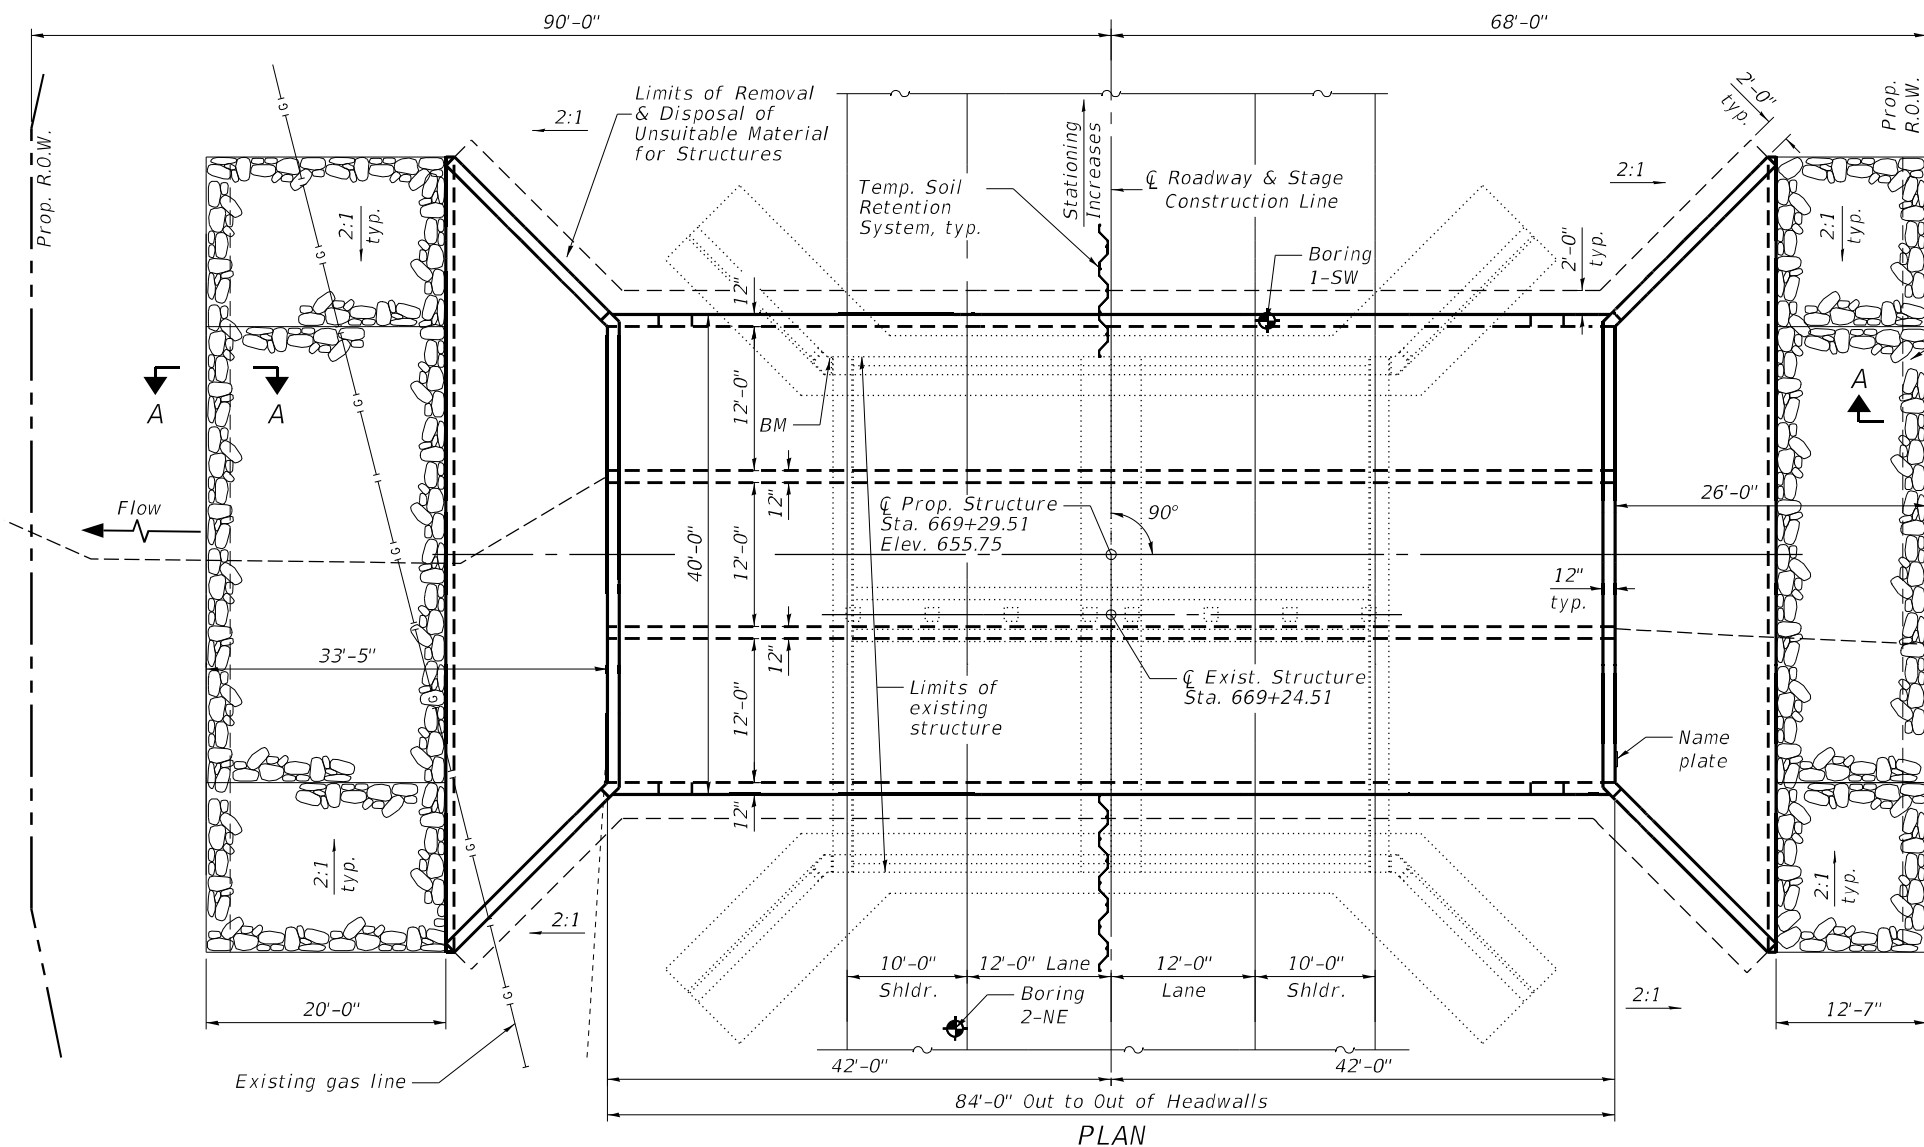 90'-0"
68'-0"
Prop. R.O.W.
2:1
Limits of Removal
& Disposal of
Unsuitable Material
for Structures
Temp. Soil
Retention
System, typ.
Stationing
Increases
℄ Roadway & Stage
Construction Line
2'-0"
typ.
Prop.
R.O.W.
2:1
2:1
typ.
2'-0"
typ.
2:1
typ.
Boring
1-SW
12"
A
A
12'-0"
BM
A
Flow
12"
℄ Prop. Structure
Sta. 669+29.51
Elev. 655.75
90°
26'-0"
40'-0"
12'-0"
12"
typ.
33'-5"
12"
Limits of
existing
structure
℄ Exist. Structure
Sta. 669+24.51
12'-0"
Name
plate
12"
2:1
typ.
2:1
typ.
2:1
10'-0"
Shldr.
12'-0" Lane
12'-0"
Lane
10'-0"
Shldr.
Boring
2-NE
2:1
20'-0"
12'-7"
Existing gas line
42'-0"
42'-0"
84'-0" Out to Out of Headwalls
PLAN
G
G
G
G
G
G
G
G
G
G